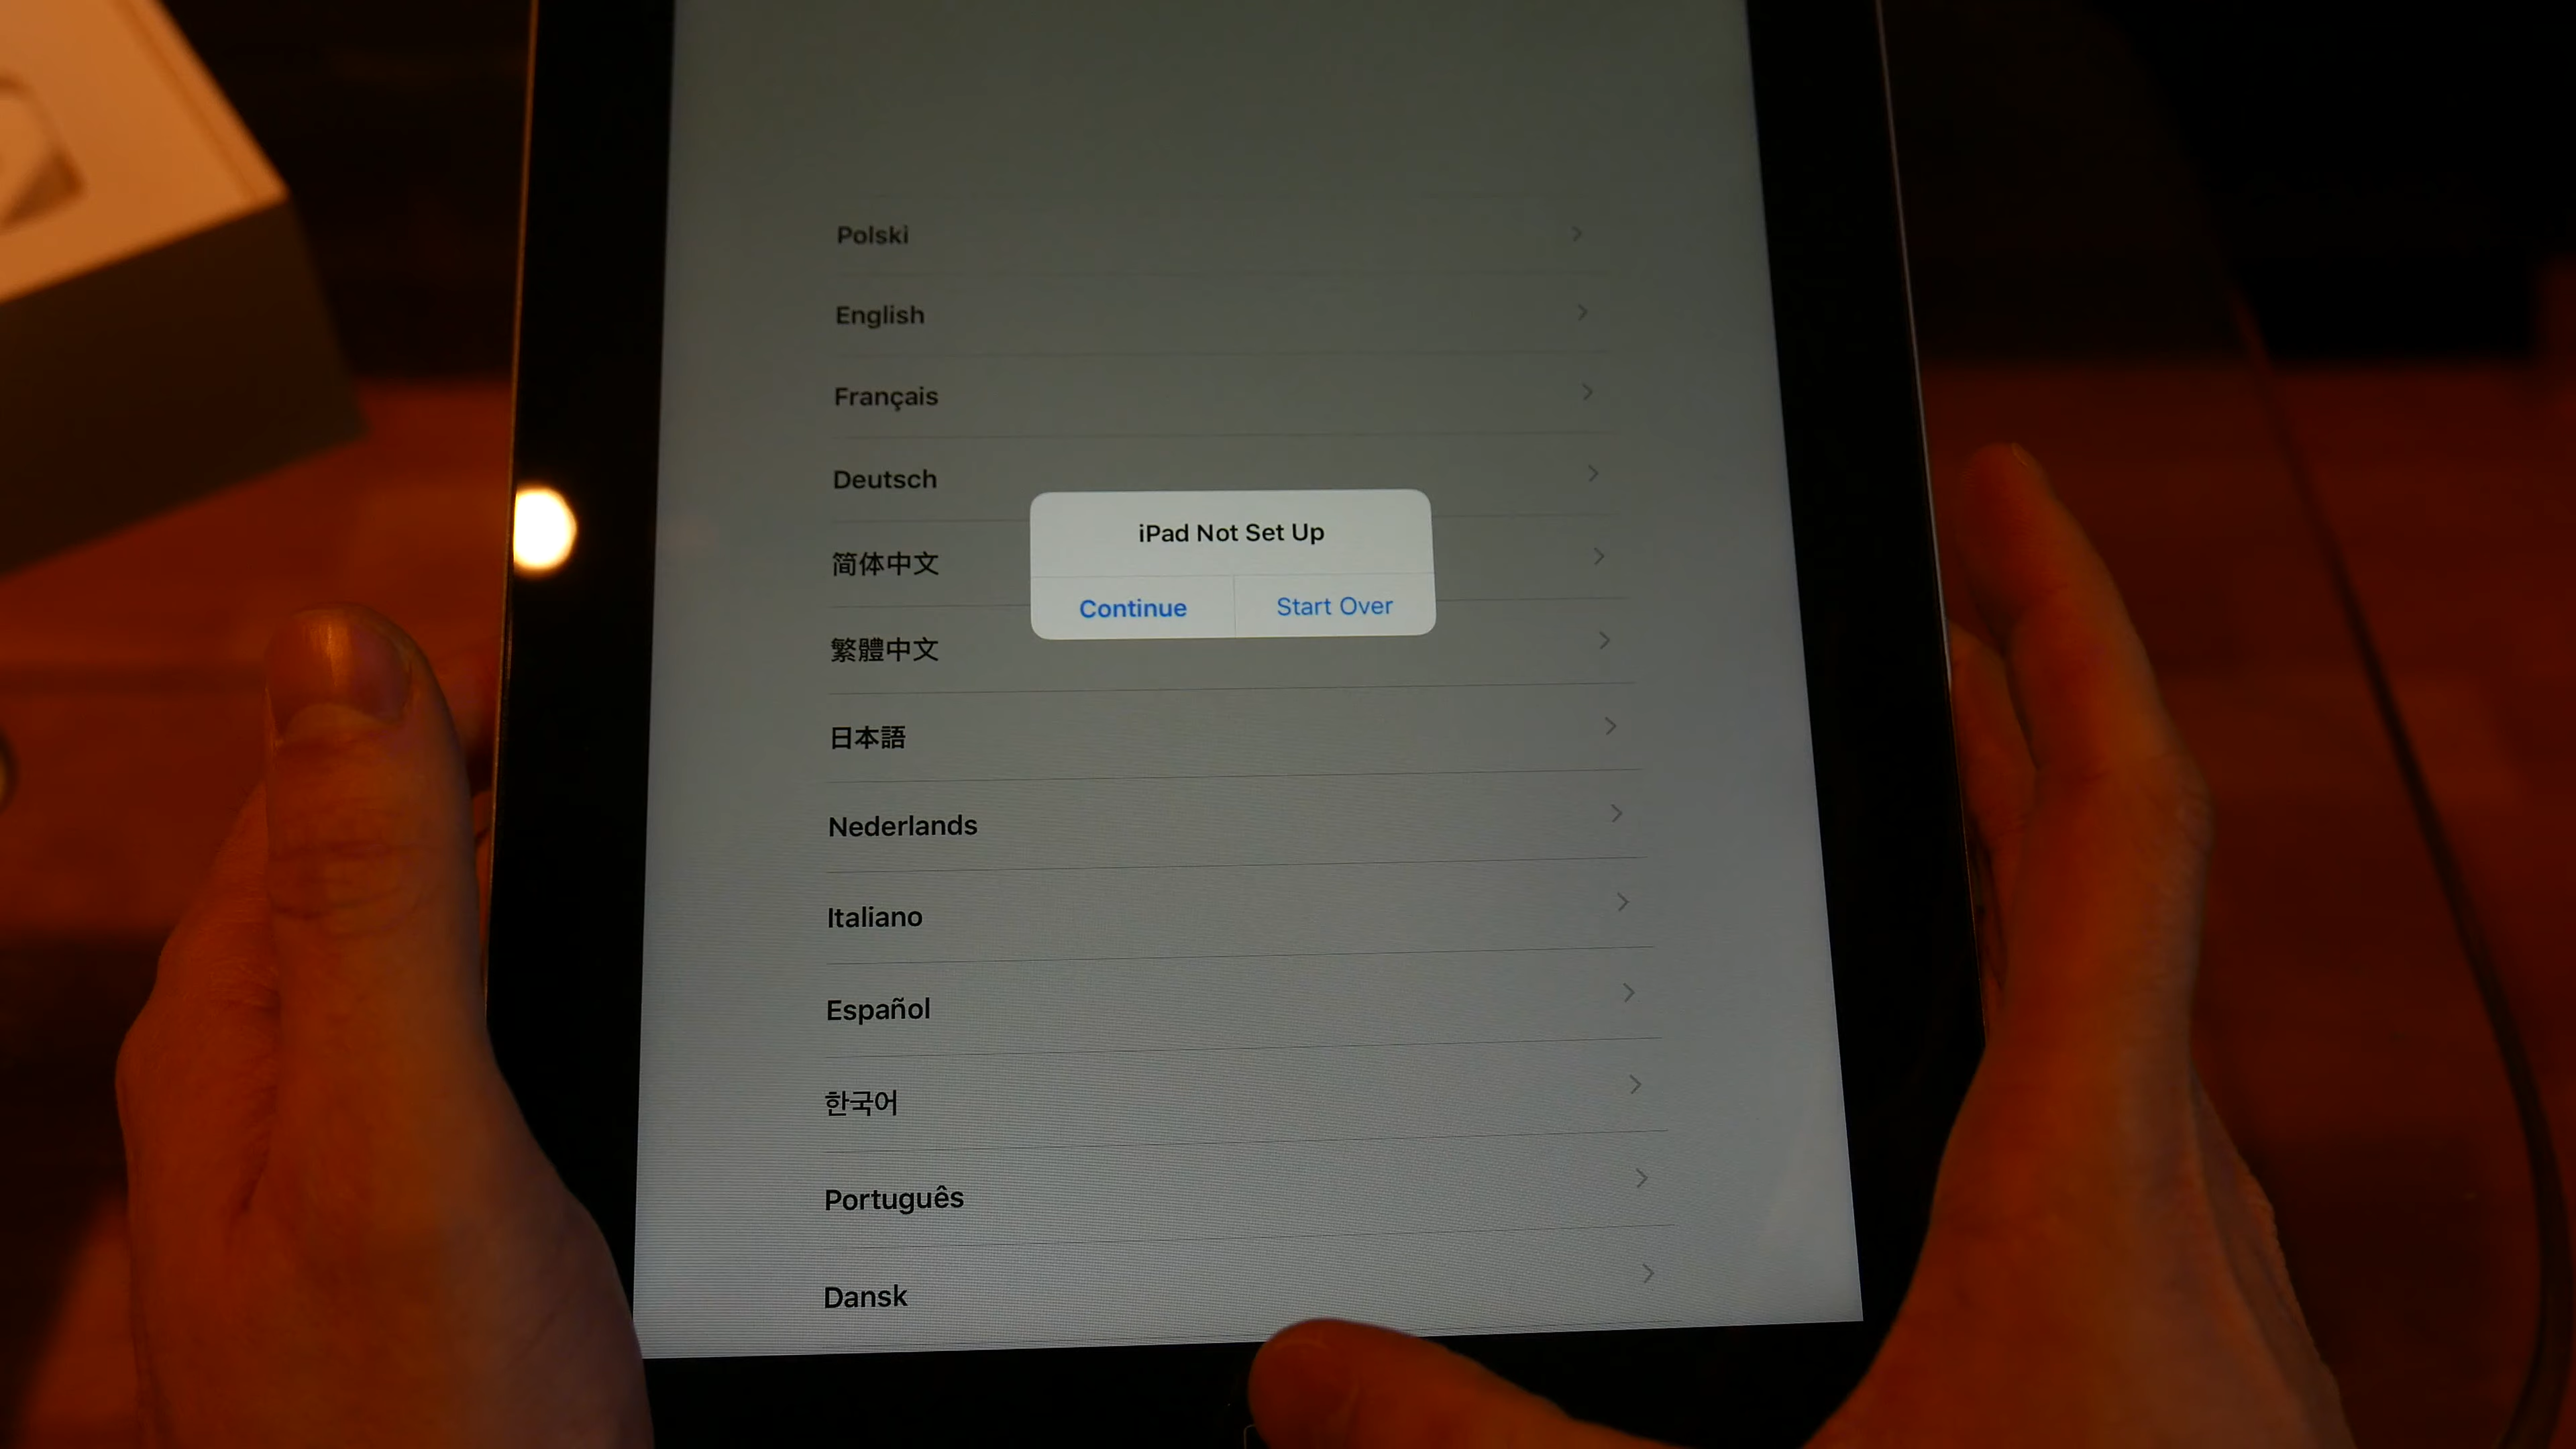 Polski
English
Français
Deutsch
iPad Not Set Up
简体中文
Continue
Start Over
繁體中文
日本語
Nederlands
Italiano
Español
한국어
Português
Dansk